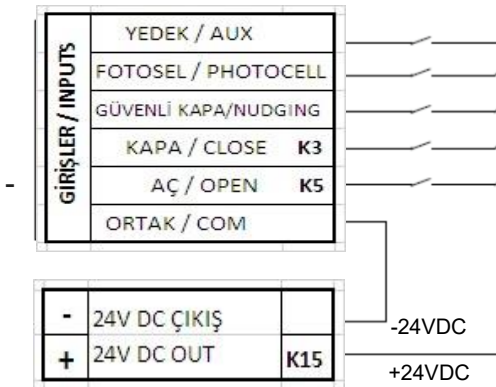 GİRİŞLER / INPUTS
YEDEK / AUX
FOTOSEL / PHOTOCELL
GÜVENLİ KAPA/NUDGING
KAPA / CLOSE K3
AÇ / OPEN K5
ORTAK / COM
-
- 24V DC ÇIKIŞ
+ 24V DC OUT K15
-24VDC
+24VDC